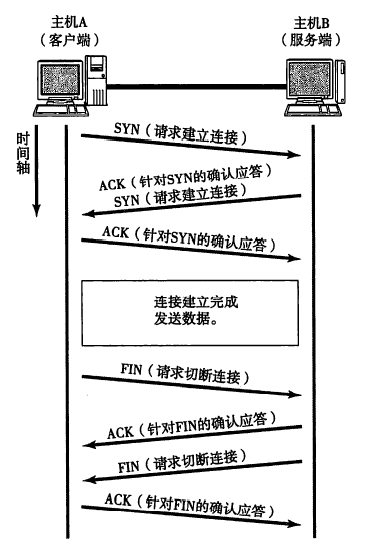 主机A
（客户端）
主机B
（服务端）
时间轴
SYN（请求建立连接）
ACK（针对SYN的确认应答）
SYN（请求建立连接）
ACK（针对SYN的确认应答）
连接建立完成
发送数据。
FIN（请求切断连接）
ACK（针对FIN的确认应答）
FIN（请求切断连接）
ACK（针对FIN的确认应答）